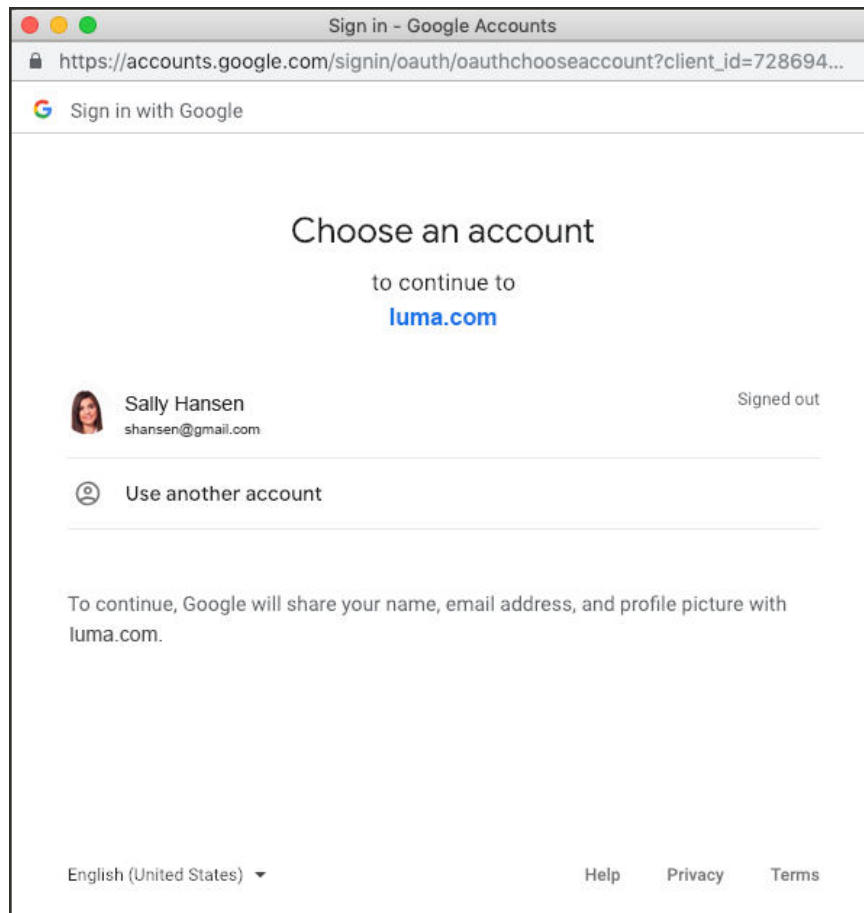 Sign in - Google Accounts
https://accounts.google.com/signin/oauth/oauthchooseaccount?client_id=728694...
Sign in with Google
Choose an account
to continue to
luma.com
Sally Hansen
Signed out
shansen@gmail.com
Use another account
To continue, Google will share your name, email address, and profile picture with
luma.com.
English (United States)
Help
Privacy
Terms